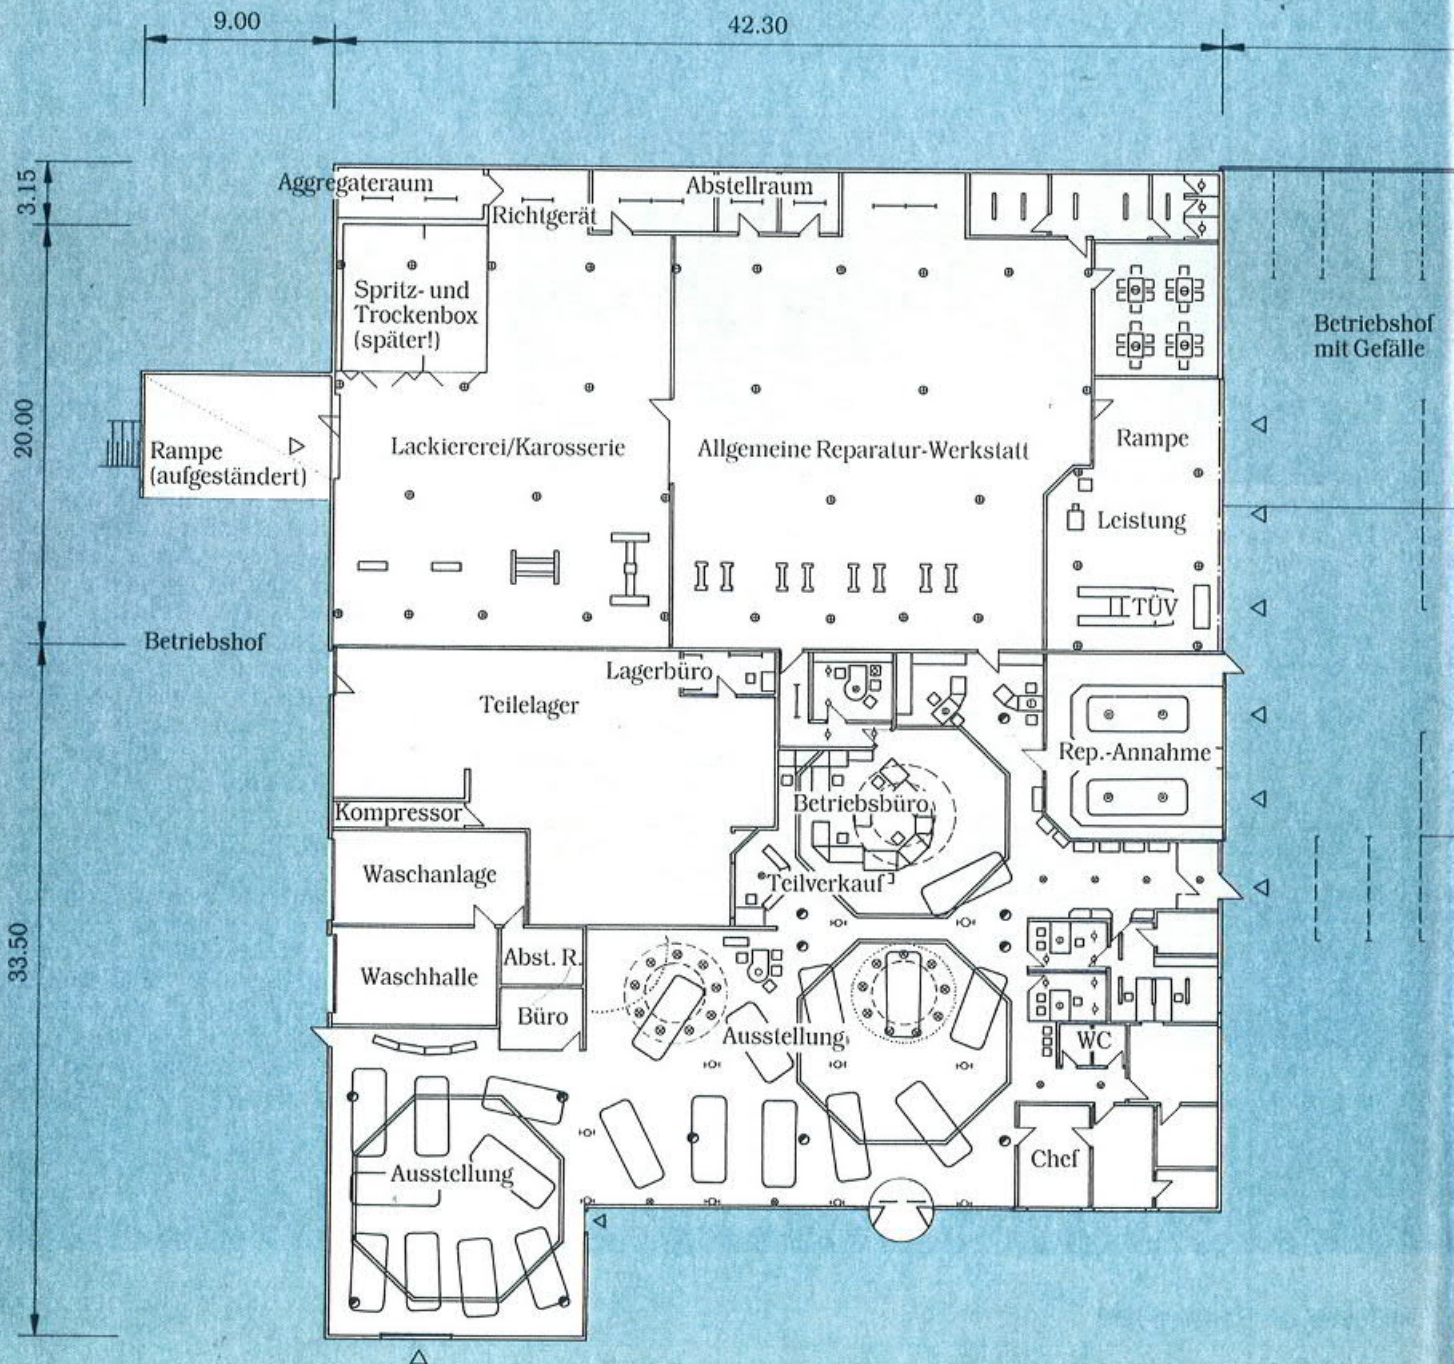 9.00
42.30
3.15
Aggregateraum
Abstellraum
Richtgerät
Spritz- und
Trockenbox
(später!)
Betriebshof
mit Gefälle
20.00
Rampe
(aufgeständert)
Lackiererei/Karosserie
Allgemeine Reparatur-Werkstatt
Rampe
Leistung
TÜV
Betriebshof
Lagerbüro
Teilelager
Rep.-Annahme
Kompressor
Betriebsbüro
Waschanlage
Teilverkauf
33.50
Waschhalle
Abst. R.
Büro
Ausstellung
WC
Ausstellung
Chef